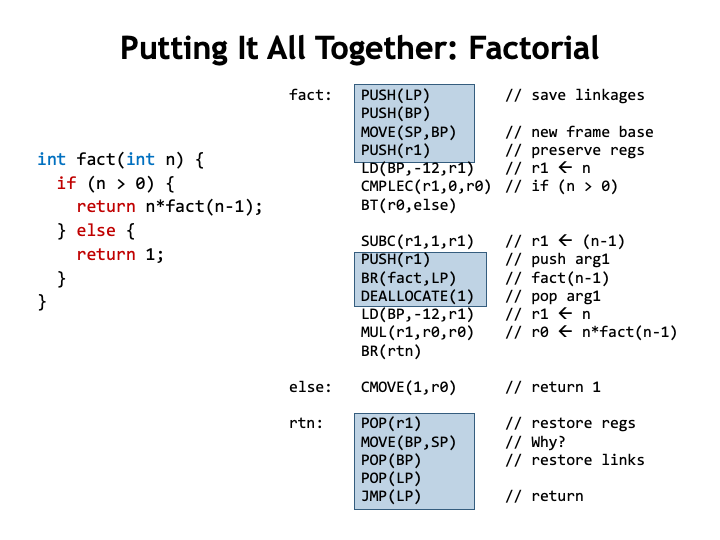 Putting It All Together: Factorial
int fact(int n) {
if (n > 0) {
return n*fact(n-1);
} else {
return 1;
}
}
fact: PUSH(LP) // save linkages
PUSH(BP)
MOVE(SP,BP) // new frame base
PUSH(r1) // preserve regs
LD(BP,-12,r1) // r1 ← n
CMPLEC(r1,0,r0) // if (n > 0)
BT(r0,else)
SUBC(r1,1,r1) // r1 ← (n-1)
PUSH(r1) // push arg1
BR(fact,LP) // fact(n-1)
DEALLOCATE(1) // pop arg1
LD(BP,-12,r1) // r1 ← n
MUL(r1,r0,r0) // r0 ← n*fact(n-1)
BR(rtn)
else: CMOVE(1,r0) // return 1
rtn: POP(r1) // restore regs
MOVE(BP,SP) // Why?
POP(BP) // restore links
POP(LP)
JMP(LP) // return